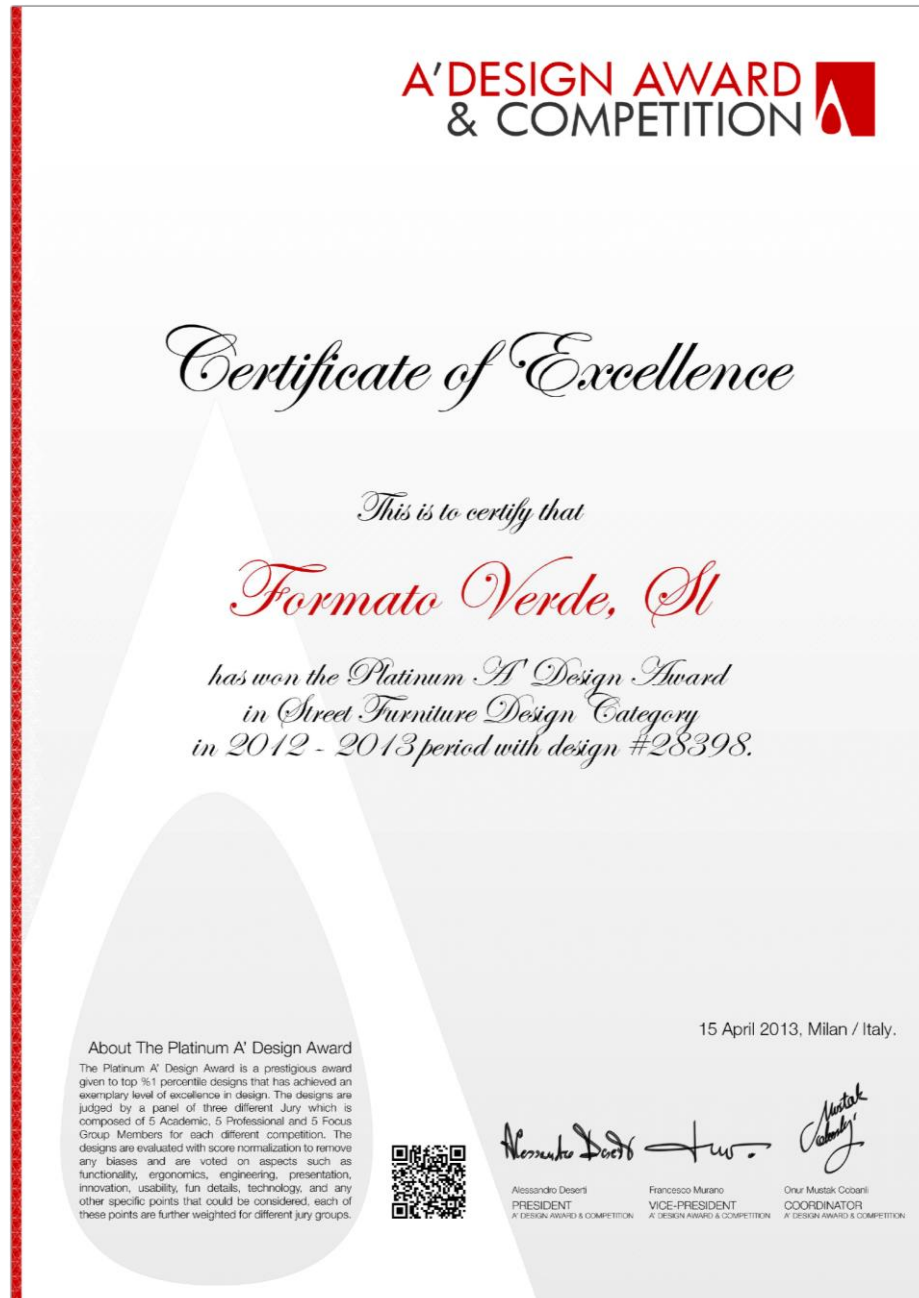 A'DESIGN AWARD
& COMPETITION
Certificate of Excellence
This is to certify that
Formato Verde, Sl
has won the Platinum A' Design Award
in Street Furniture Design Category
in 2012 - 2013 period with design #28398.
15 April 2013, Milan / Italy.
About The Platinum A' Design Award
The Platinum A' Design Award is a prestigious award
given to top %1 percentile designs that has achieved an
exemplary level of excellence in design. The designs are
judged by a panel of three different Jury which is
composed of 5 Academic, 5 Professional and 5 Focus
Group Members for each different competition. The
designs are evaluated with score normalization to remove
any biases and are voted on aspects such as
functionality, ergonomics, engineering, presentation,
innovation, usability, fun details, technology, and any
other specific points that could be considered, each of
these points are further weighted for different jury groups.
Alessandro Deserti
PRESIDENT
A' DESIGN AWARD & COMPETITION
Francesco Murano
VICE-PRESIDENT
A' DESIGN AWARD & COMPETITION
Onur Mustak Cobanli
COORDINATOR
A' DESIGN AWARD & COMPETITION